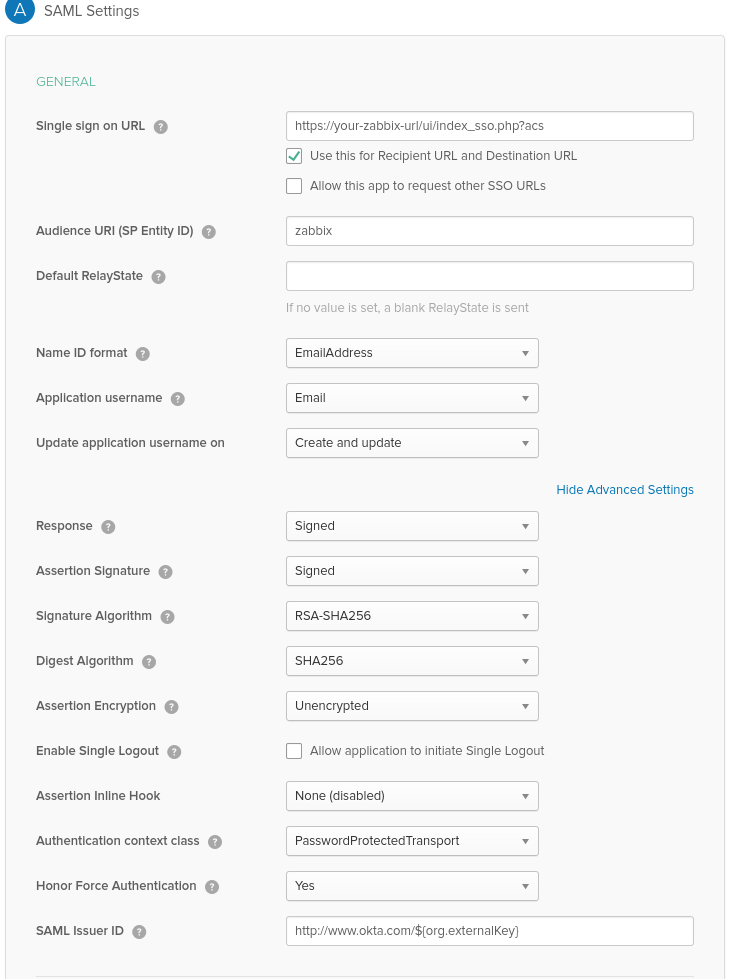 A SAML Settings
GENERAL
Single sign on URL ? https://your-zabbix-url/ui/index_sso.php?acs
Use this for Recipient URL and Destination URL
Allow this app to request other SSO URLs
Audience URI (SP Entity ID) ? zabbix
Default RelayState ?
If no value is set, a blank RelayState is sent
Name ID format ? EmailAddress
Application username ? Email
Update application username on Create and update
Hide Advanced Settings
Response ? Signed
Assertion Signature ? Signed
Signature Algorithm ? RSA-SHA256
Digest Algorithm ? SHA256
Assertion Encryption ? Unencrypted
Enable Single Logout ? Allow application to initiate Single Logout
Assertion Inline Hook None (disabled)
Authentication context class ? PasswordProtectedTransport
Honor Force Authentication ? Yes
SAML Issuer ID ? http://www.okta.com/${org.externalKey}